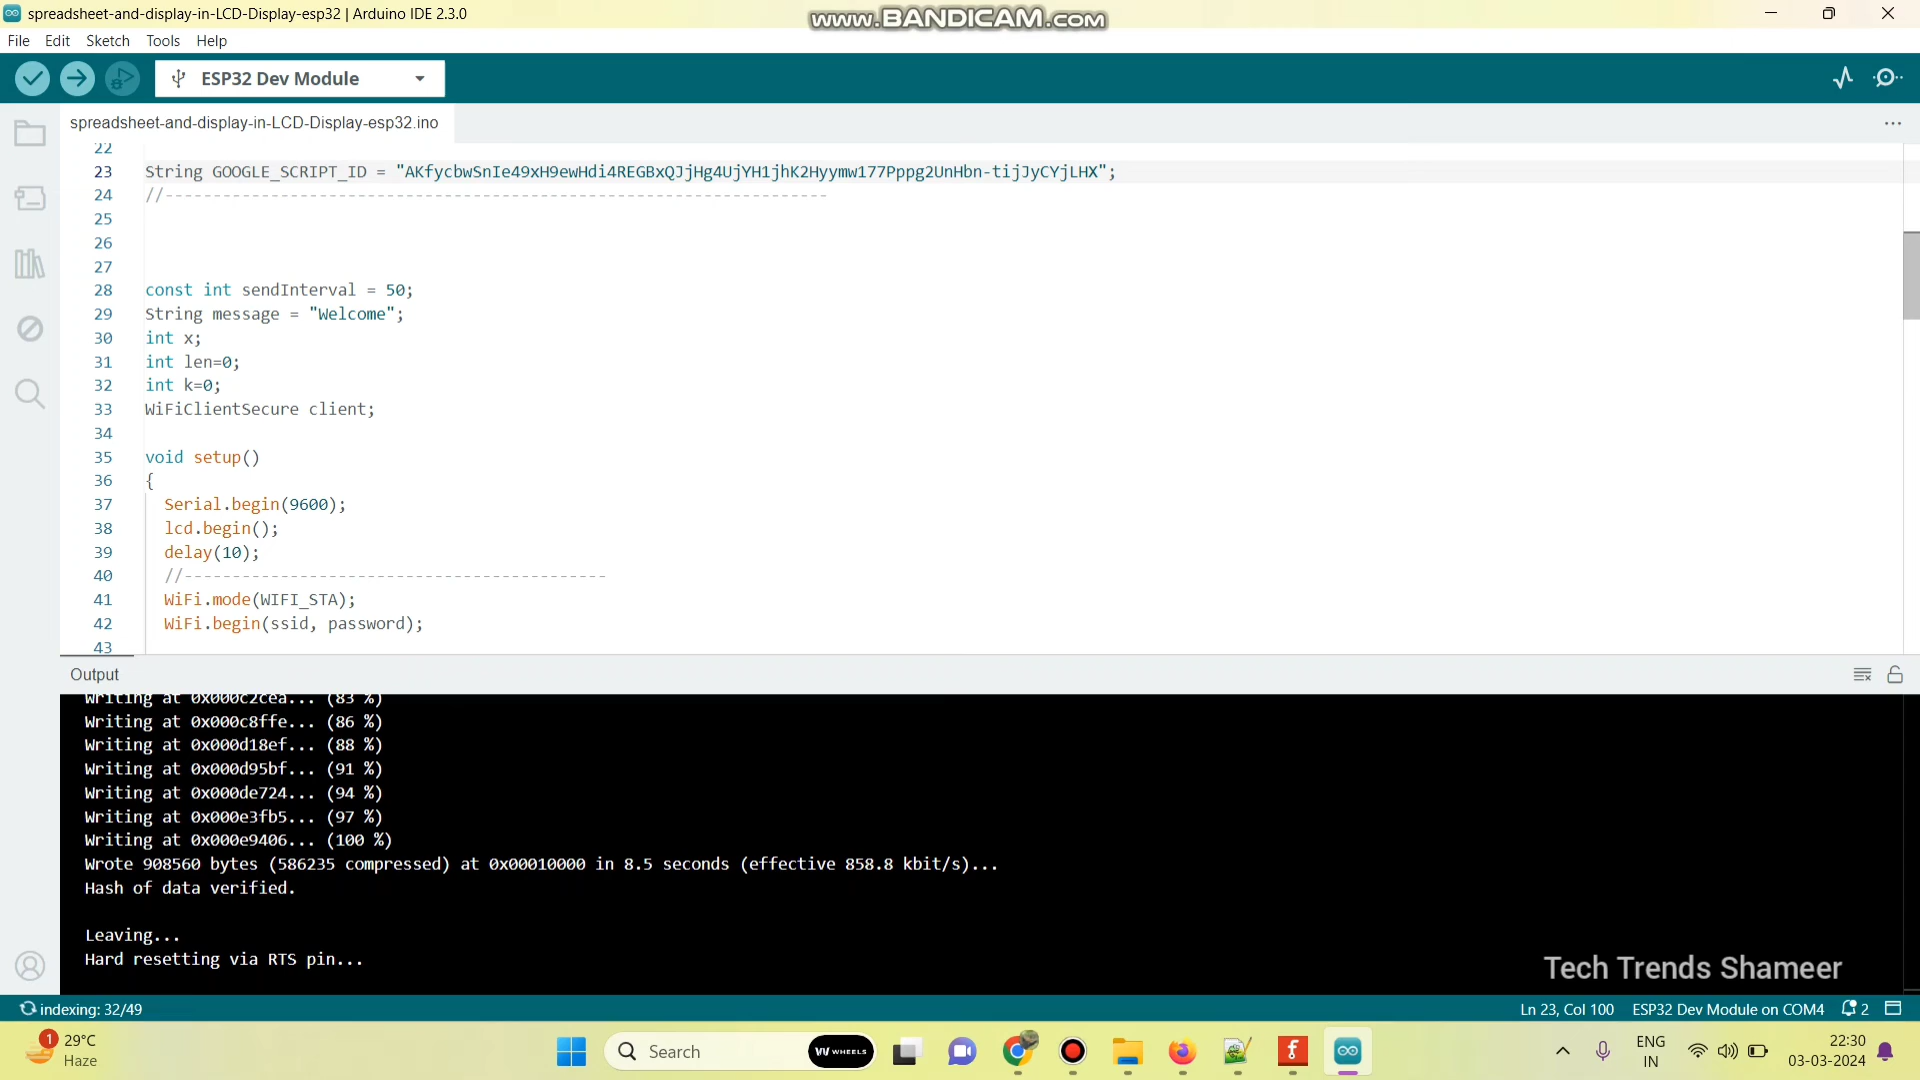 spreadsheet-and-display-in-LCD-Display-esp32 | Arduino IDE 2.3.0
www.BANDICAM.com
File Edit Sketch Tools Help
ESP32 Dev Module
spreadsheet-and-display-in-LCD-Display-esp32.ino
22
23 String GOOGLE_SCRIPT_ID = "AKfycbwSnIe49xH9ewHdi4REGBxQJjHg4UjYH1jhK2Hyymw177Pppg2UnHbn-tijJyCYjLHX";
24 //---------------------------------------------------------------------
25
26
27
28 const int sendInterval = 50;
29 String message = "Welcome";
30 int x;
31 int len=0;
32 int k=0;
33 WiFiClientSecure client;
34
35 void setup()
36 {
37 Serial.begin(9600);
38 lcd.begin();
39 delay(10);
40 //--------------------------------------------
41 WiFi.mode(WIFI_STA);
42 WiFi.begin(ssid, password);
43
Output
Writing at 0x000c2cea... (83 %)
Writing at 0x000c8ffe... (86 %)
Writing at 0x000d18ef... (88 %)
Writing at 0x000d95bf... (91 %)
Writing at 0x000de724... (94 %)
Writing at 0x000e3fb5... (97 %)
Writing at 0x000e9406... (100 %)
Wrote 908560 bytes (586235 compressed) at 0x00010000 in 8.5 seconds (effective 858.8 kbit/s)...
Hash of data verified.
Leaving...
Hard resetting via RTS pin...
Tech Trends Shameer
indexing: 32/49
Ln 23, Col 100 ESP32 Dev Module on COM4 2
1
29°C
Haze
Search
WHEELS
ENG
IN
22:30
03-03-2024